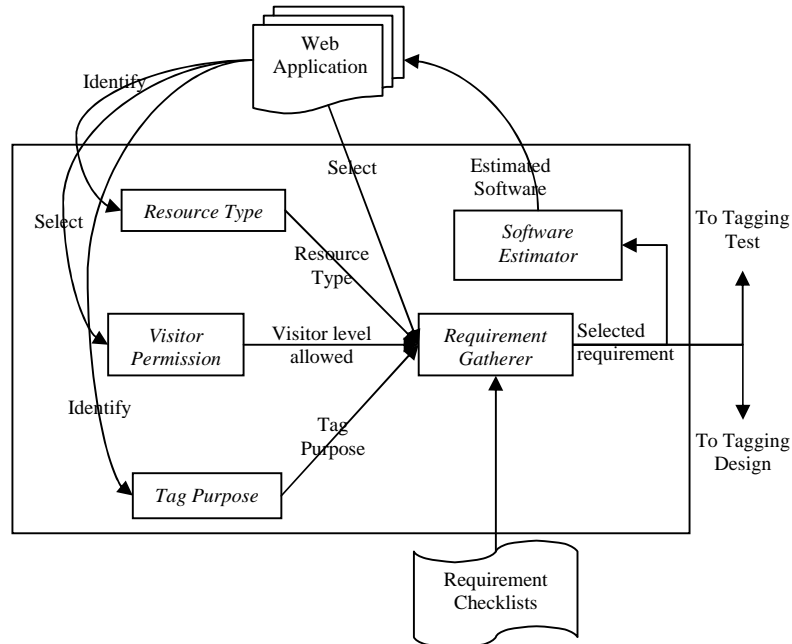 Web
Application
Identify
Select
Estimated
Software
Resource Type
Select
Software
Estimator
To Tagging
Test
Resource
Type
Visitor
Permission
Visitor level
allowed
Requirement
Gatherer
Selected
requirement
Identify
Tag
Purpose
To Tagging
Design
Tag Purpose
Requirement
Checklists